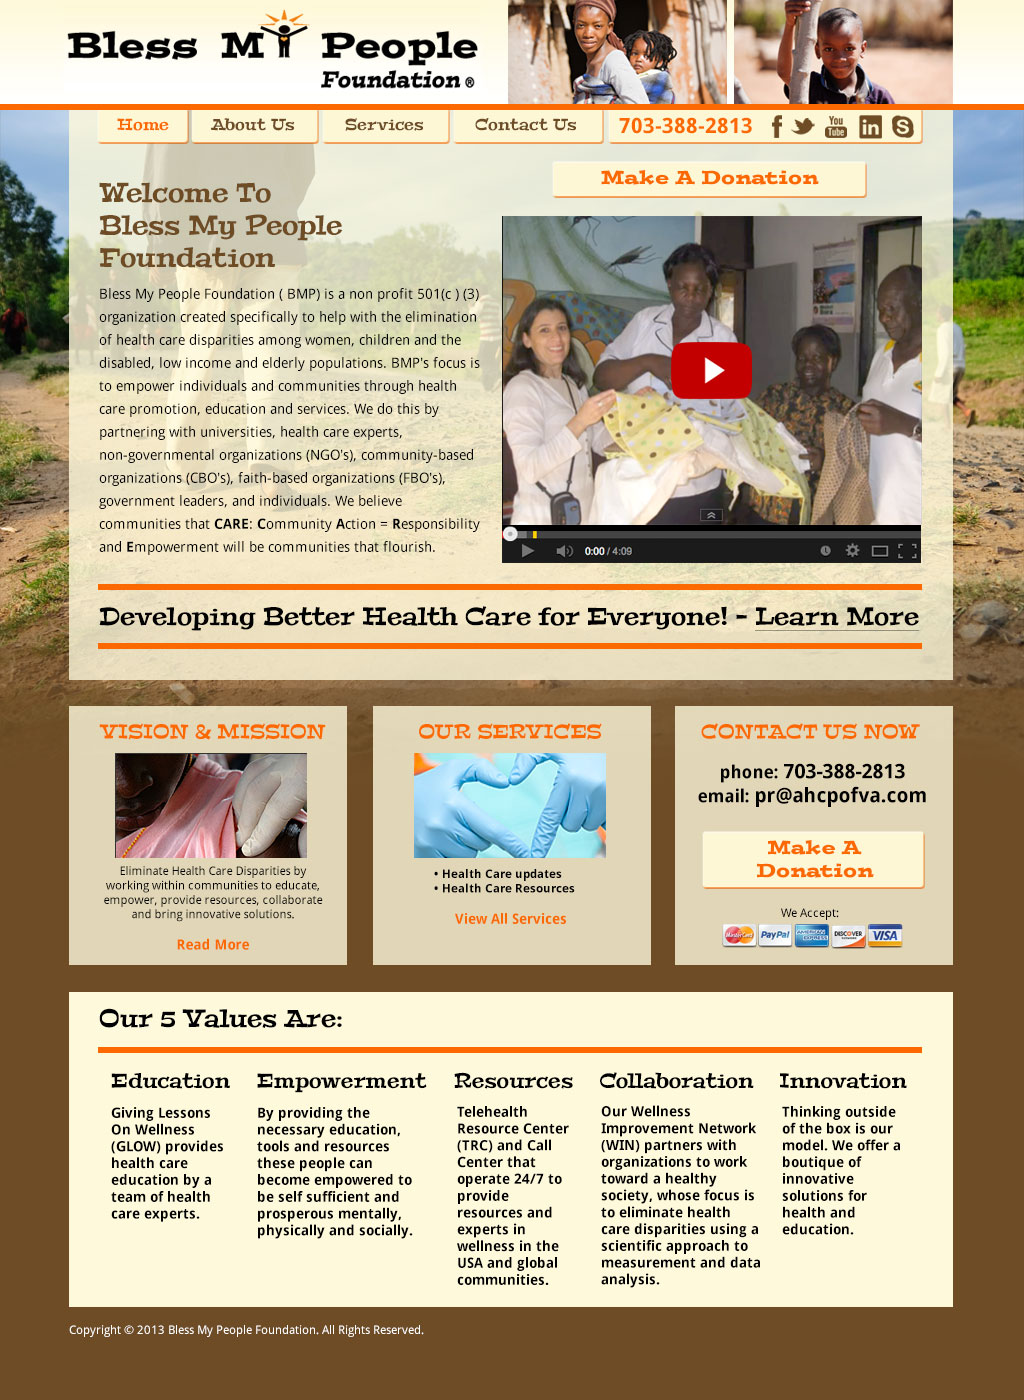 Bless My People
Foundation ®
Home
About Us
Services
Contact Us
703-388-2813
You
Tube
in
Make A Donation
Welcome To
Bless My People
Foundation
Bless My People Foundation ( BMP) is a non profit 501(c ) (3)
organization created specifically to help with the elimination
of health care disparities among women, children and the
disabled, low income and elderly populations. BMP's focus is
to empower individuals and communities through health
care promotion, education and services. We do this by
partnering with universities, health care experts,
non-governmental organizations (NGO's), community-based
organizations (CBO's), faith-based organizations (FBO's),
government leaders, and individuals. We believe
communities that CARE: Community Action = Responsibility
and Empowerment will be communities that flourish.
0:00 / 4:09
Developing Better Health Care for Everyone! - Learn More
VISION & MISSION
Eliminate Health Care Disparities by
working within communities to educate,
empower, provide resources, collaborate
and bring innovative solutions.
Read More
OUR SERVICES
• Health Care updates
• Health Care Resources
View All Services
CONTACT US NOW
phone: 703-388-2813
email: pr@ahcpofva.com
Make A
Donation
We Accept:
MasterCard
PayPal
AMERICAN EXPRESS
DISCOVER
VISA
Our 5 Values Are:
Education
Giving Lessons
On Wellness
(GLOW) provides
health care
education by a
team of health
care experts.
Empowerment
By providing the
necessary education,
tools and resources
these people can
become empowered to
be self sufficient and
prosperous mentally,
physically and socially.
Resources
Telehealth
Resource Center
(TRC) and Call
Center that
operate 24/7 to
provide
resources and
experts in
wellness in the
USA and global
communities.
Collaboration
Our Wellness
Improvement Network
(WIN) partners with
organizations to work
toward a healthy
society, whose focus is
to eliminate health
care disparities using a
scientific approach to
measurement and data
analysis.
Innovation
Thinking outside
of the box is our
model. We offer a
boutique of
innovative
solutions for
health and
education.
Copyright © 2013 Bless My People Foundation. All Rights Reserved.